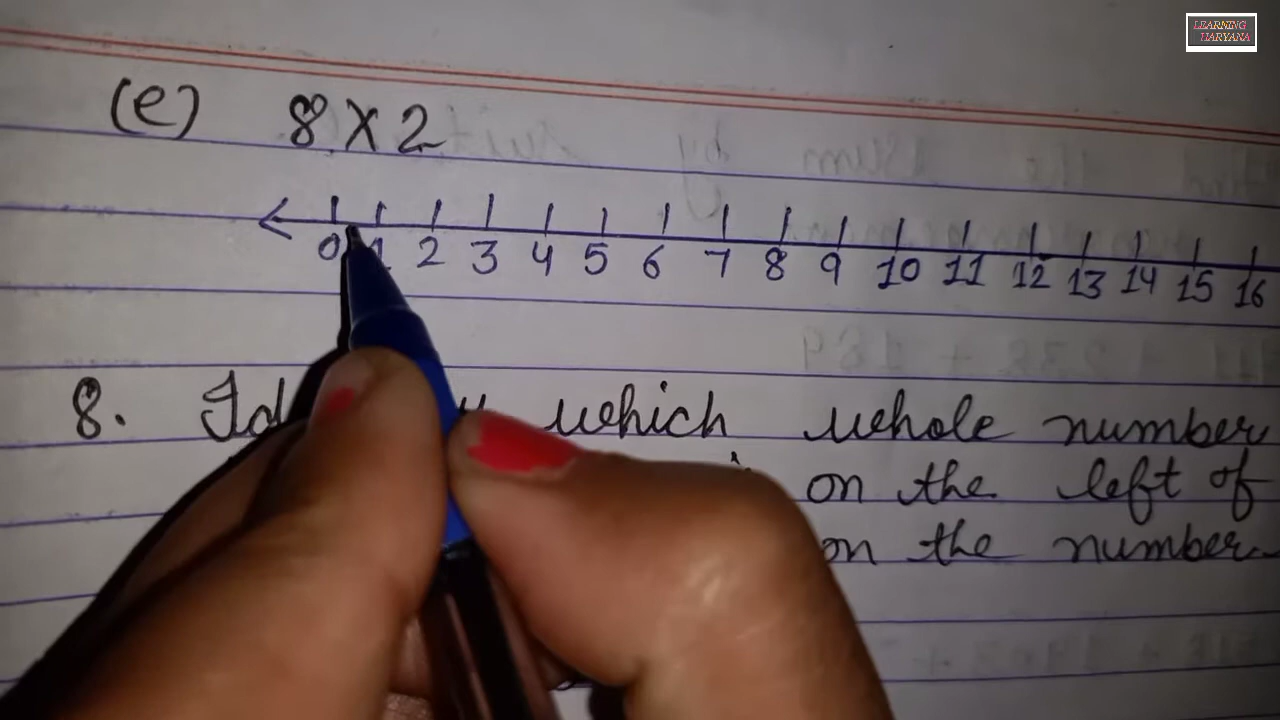 LEARNING
HARYANA
(e) 8 X 2
0 1 2 3 4 5 6 7 8 9 10 11 12 13 14 15 16
8. which whole number
on the left of
on the number